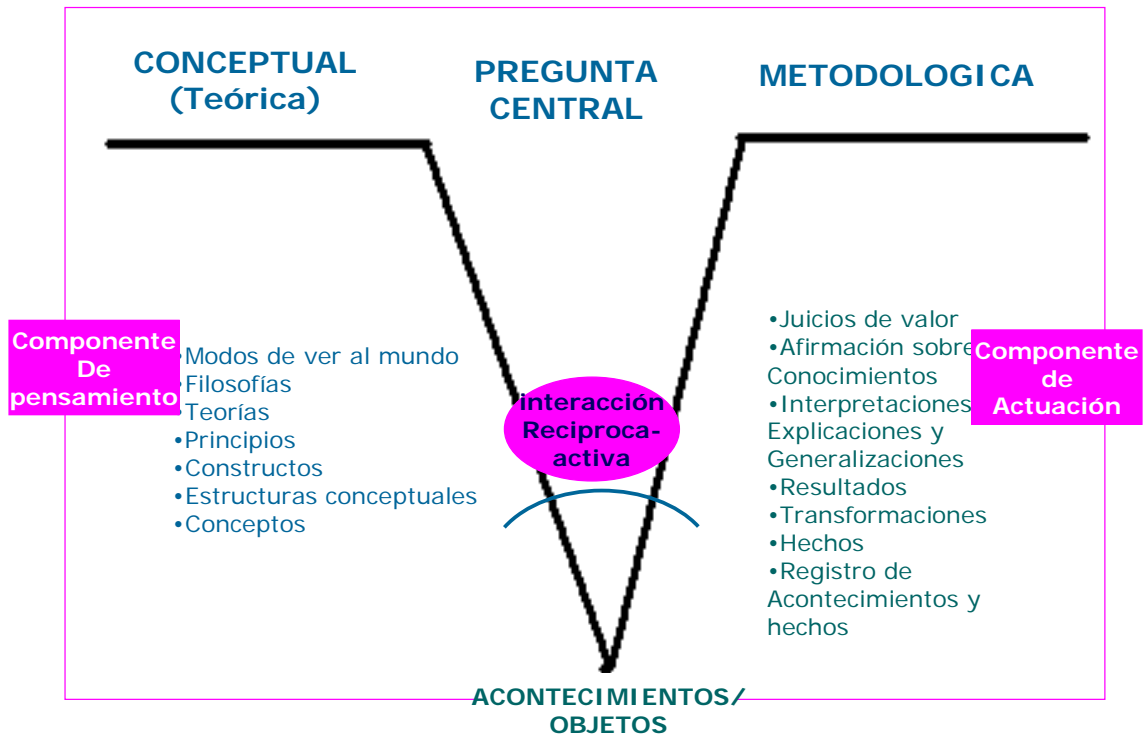 CONCEPTUAL
(Teórica)
PREGUNTA
CENTRAL
METODOLOGICA
Componente
De
pensamiento
•Modos de ver al mundo
•Filosofías
•Teorías
•Principios
•Constructos
•Estructuras conceptuales
•Conceptos
interacción
Reciproca-
activa
•Juicios de valor
•Afirmación sobre
Conocimientos
•Interpretaciones
Explicaciones y
Generalizaciones
•Resultados
•Transformaciones
•Hechos
•Registro de
Acontecimientos y
hechos
Componente
de
Actuación
ACONTECIMIENTOS/
OBJETOS